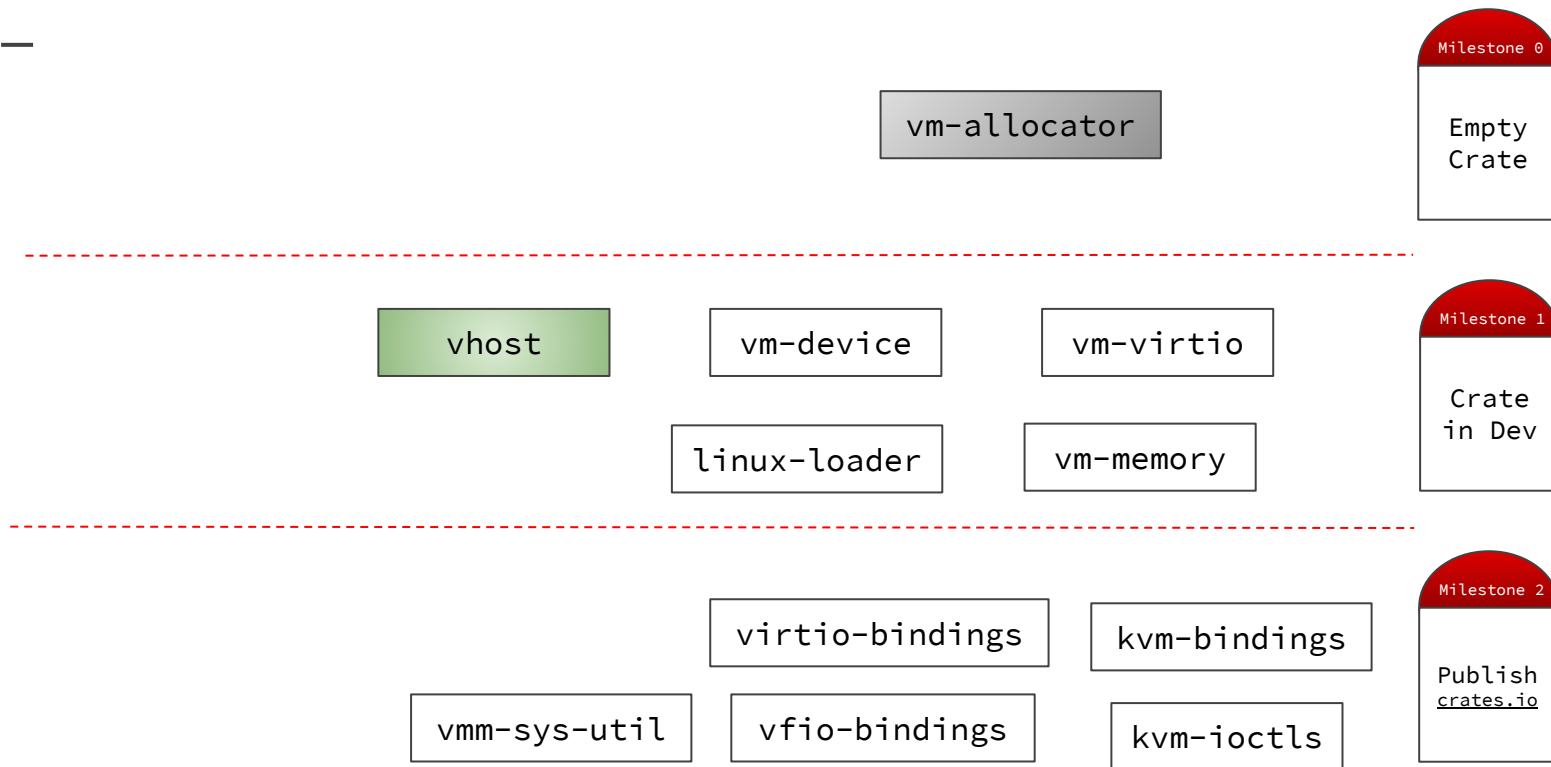 Milestone 0
vm-allocator
Empty
Crate
Milestone 1
vhost
vm-device
vm-virtio
linux-loader
vm-memory
Crate
in Dev
Milestone 2
virtio-bindings
kvm-bindings
vmm-sys-util
vfio-bindings
kvm-ioctls
Publish
crates.io